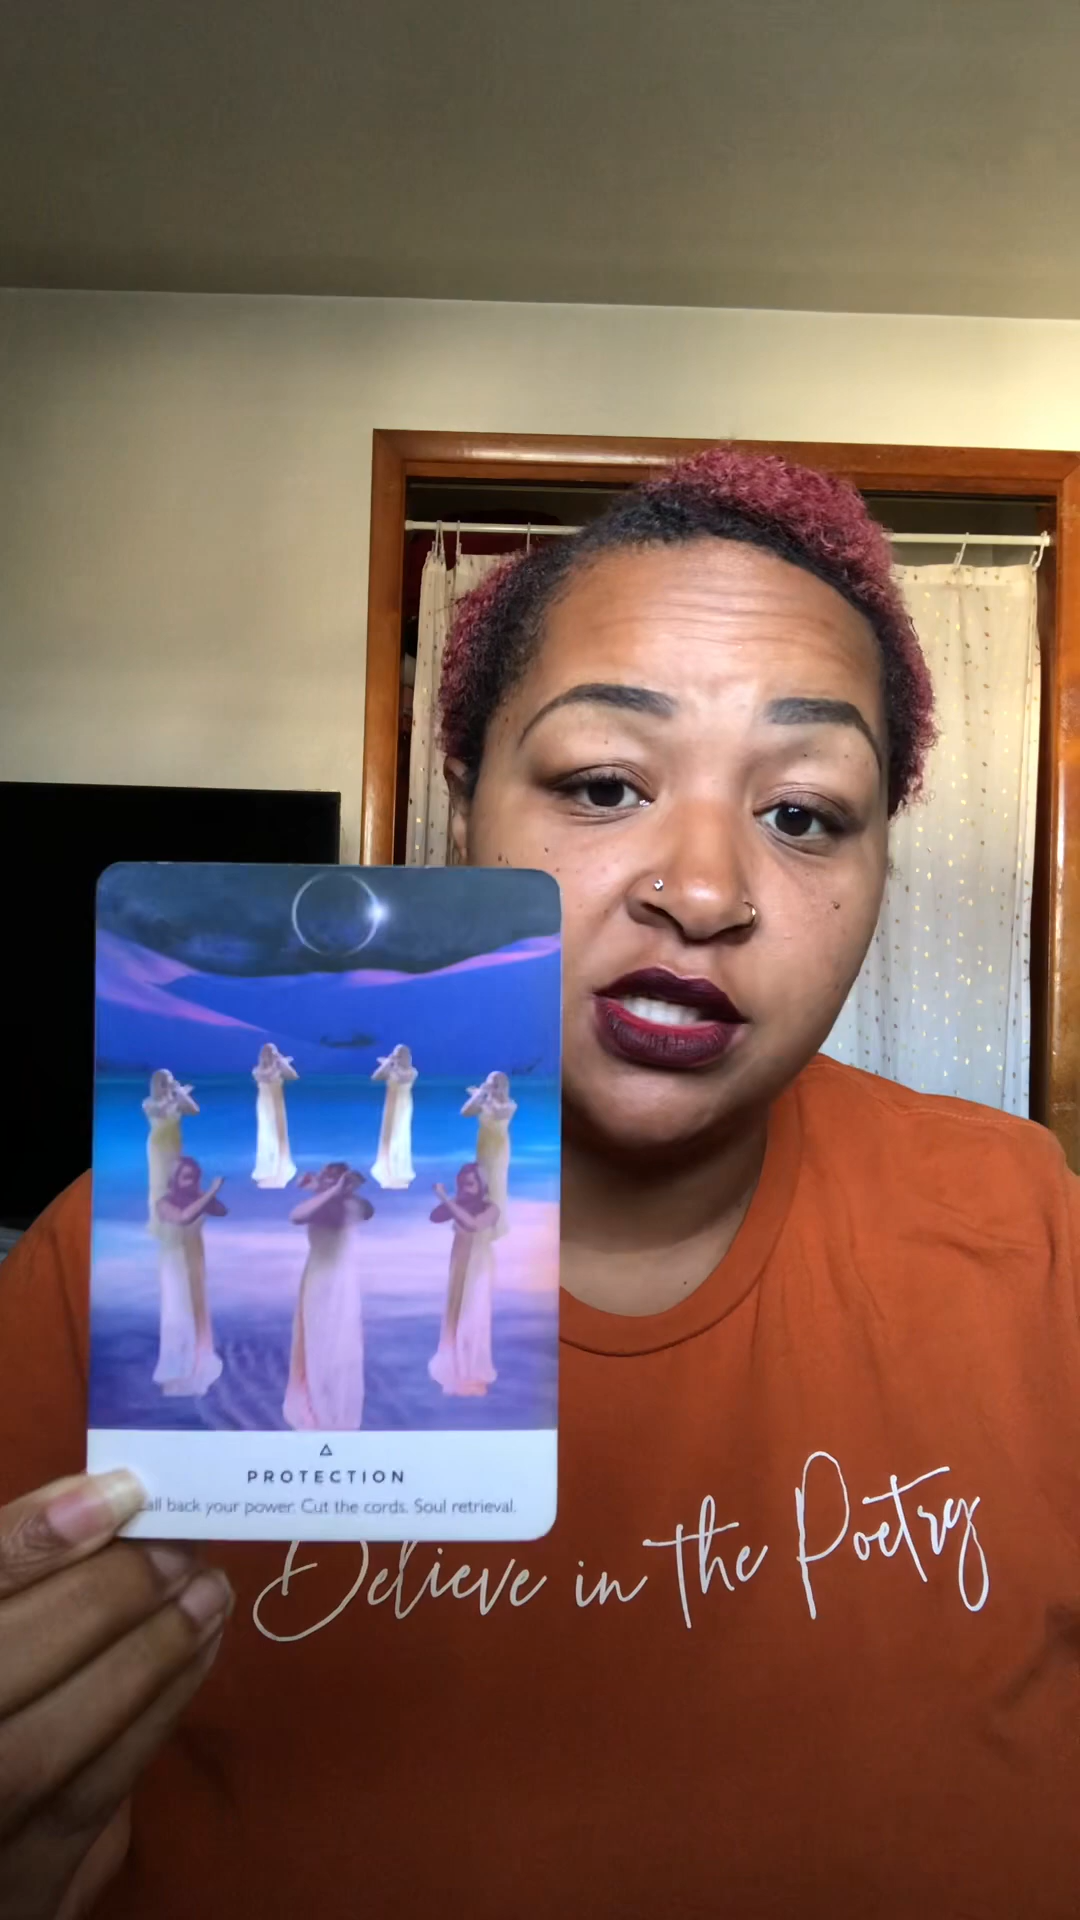 PROTECTION
all back your power. Cut the cords. Soul retrieval.
Believe in the Poetry